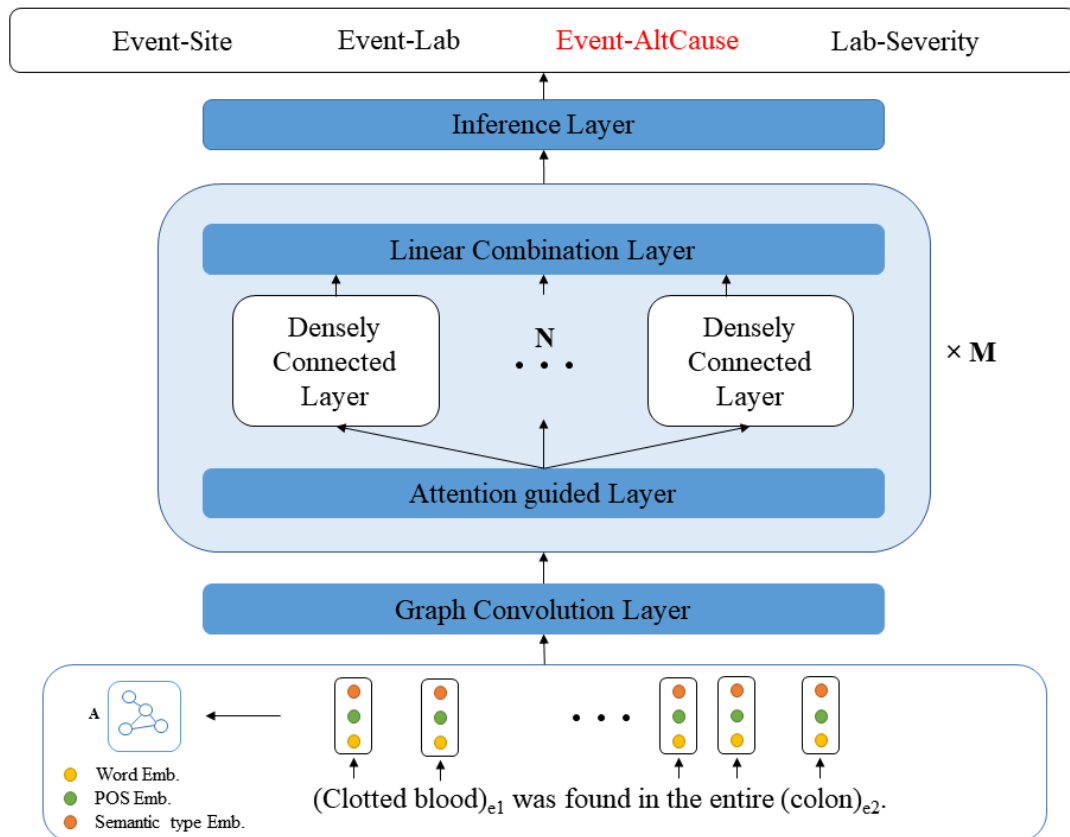 Event-Site Event-Lab Event-AltCause Lab-Severity
Inference Layer
Linear Combination Layer
Densely
Connected
Layer
N
• • •
Densely
Connected
Layer
× M
Attention guided Layer
Graph Convolution Layer
A
• • •
Word Emb.
POS Emb.
Semantic type Emb.
(Clotted blood)e1 was found in the entire (colon)e2.